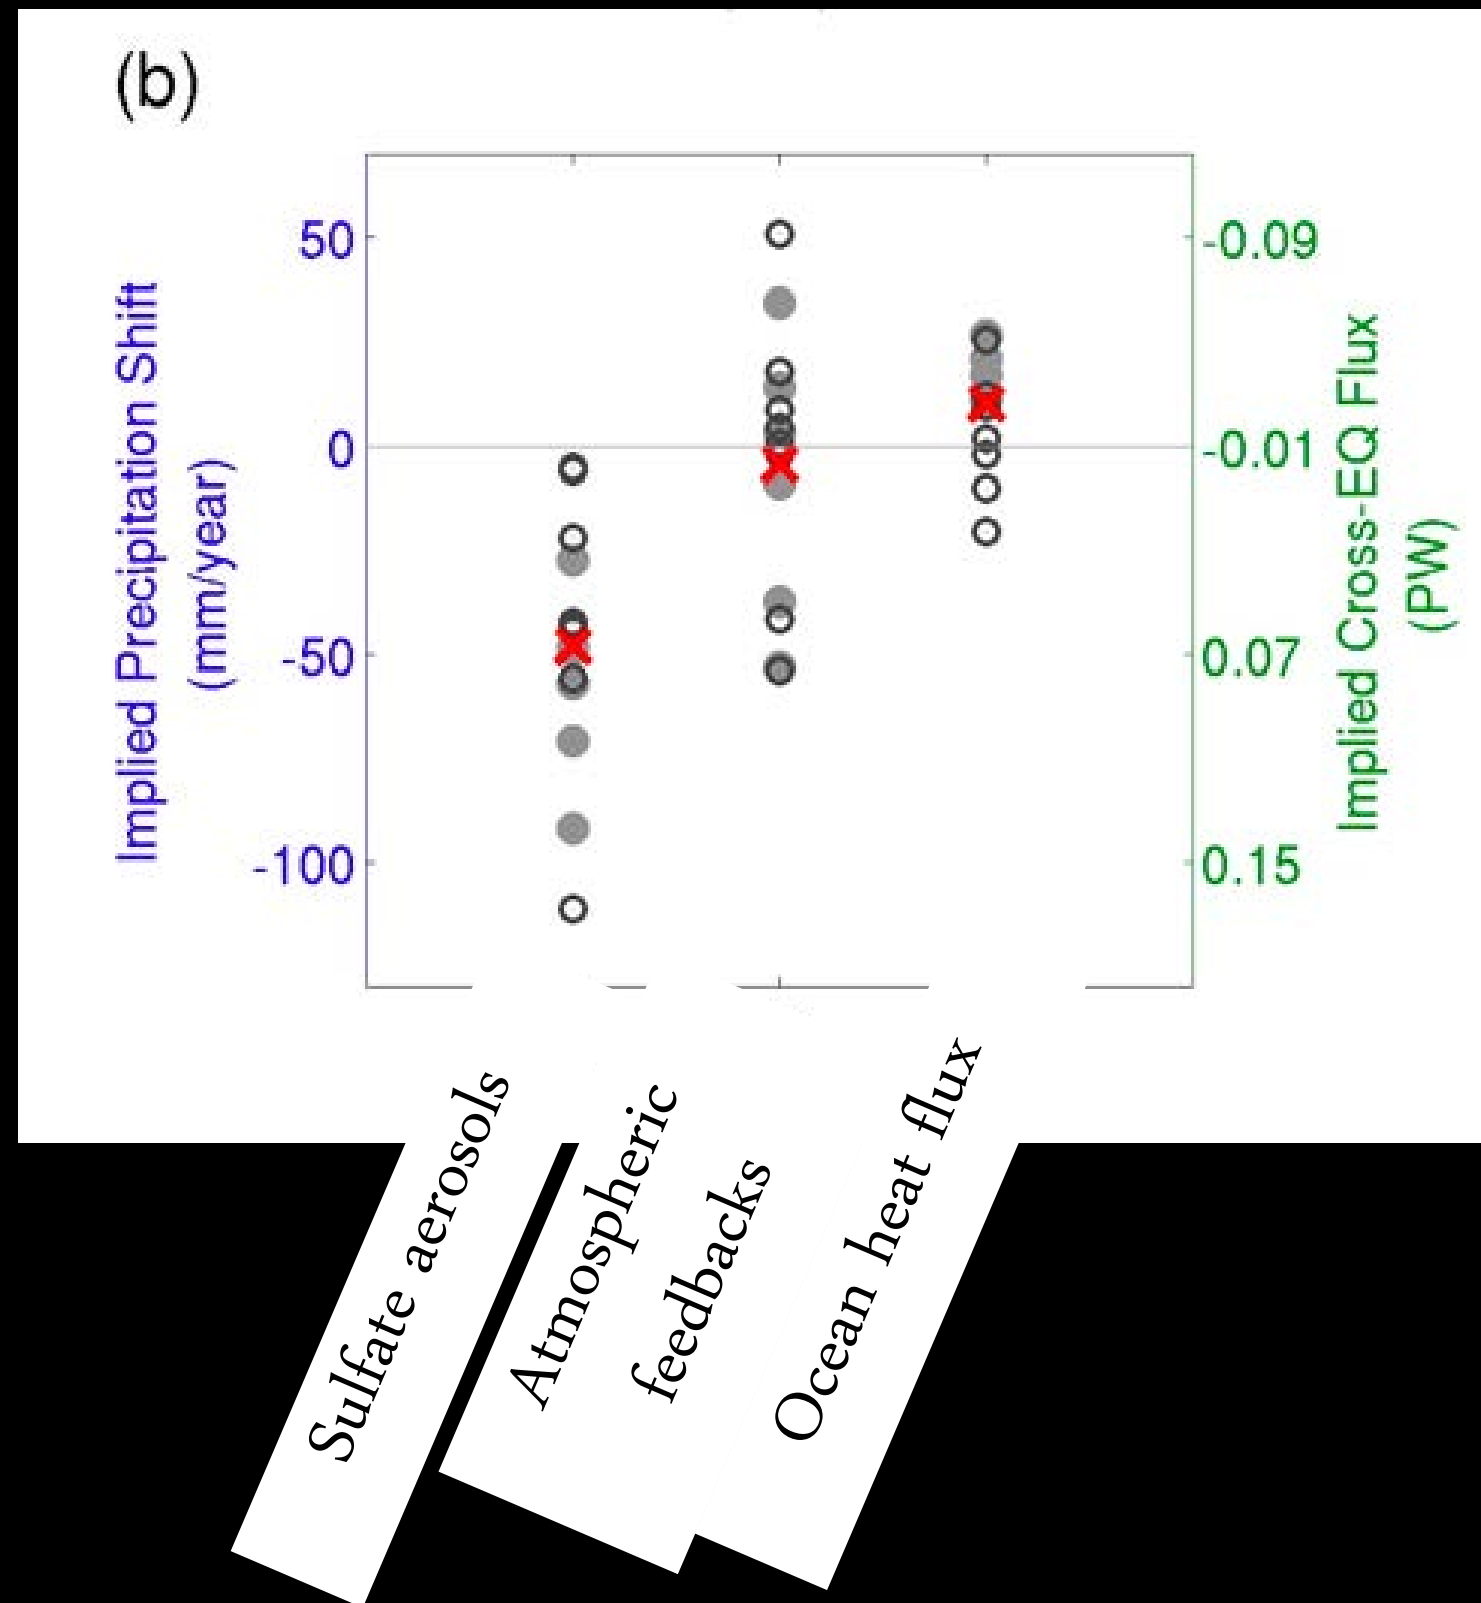 (b)
Implied Precipitation Shift
(mm/year)
50
0
-50
-100
-0.09
-0.01
0.07
0.15
Implied Cross-EQ Flux
(PW)
Sulfate aerosols
Atmospheric
feedbacks
Ocean heat flux